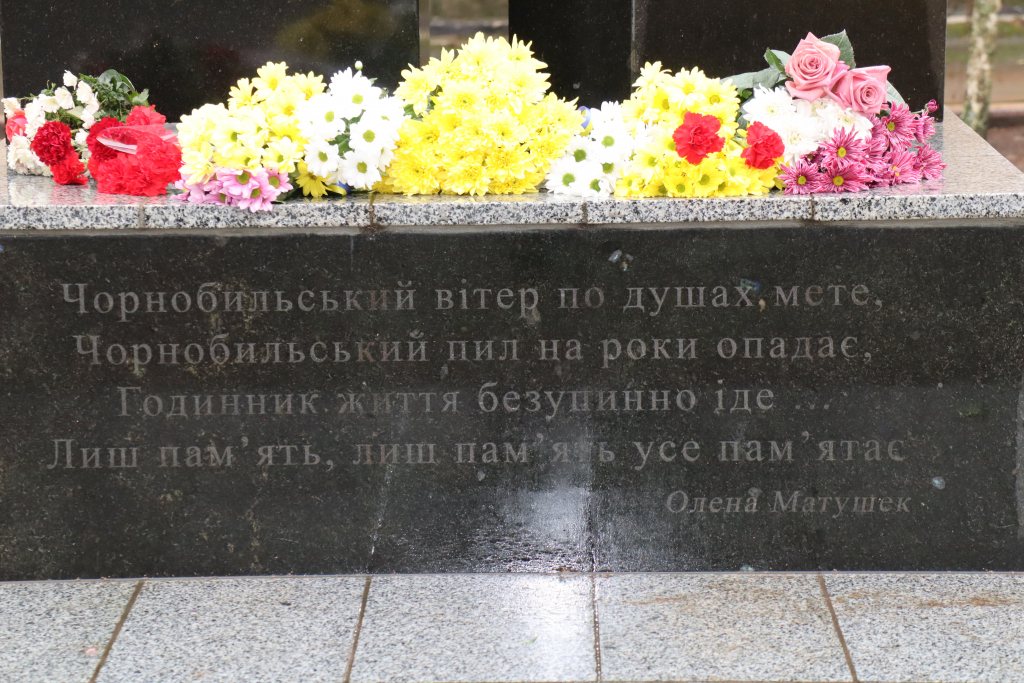 Чорнобильський вітер по душах мете,
Чорнобильський пил на роки опадає,
Годинник життя безупинно іде ...
Лиш пам'ять, лиш пам'ять усе пам'ятає
Олена Матушек